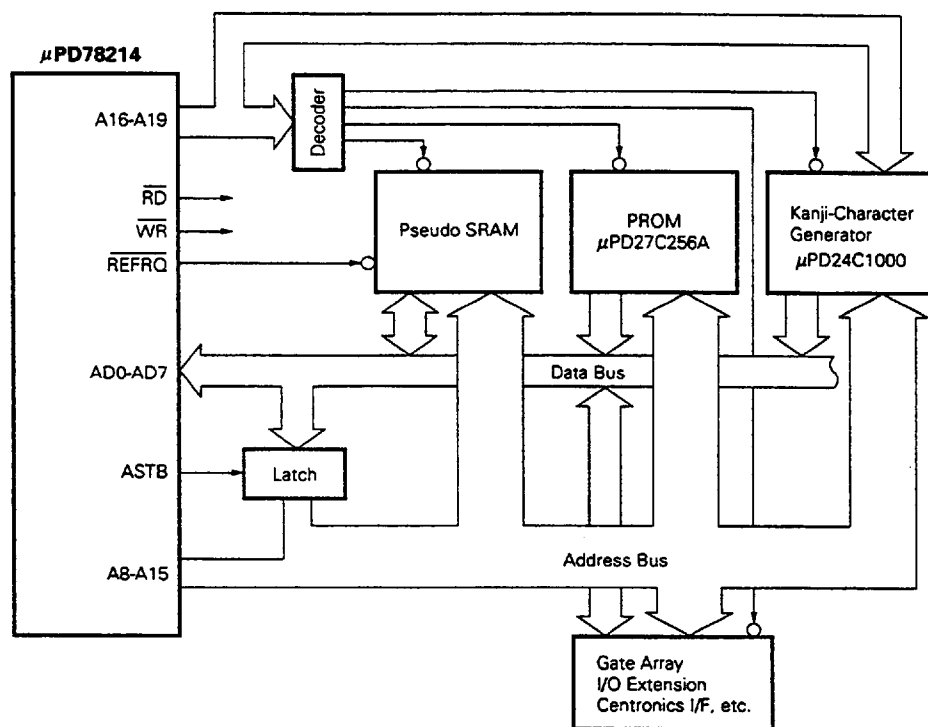 μPD78214
A16-A19
Decoder
RD
WR
REFRQ
Pseudo SRAM
PROM
μPD27C256A
Kanji-Character
Generator
μPD24C1000
AD0-AD7
Data Bus
ASTB
Latch
A8-A15
Address Bus
Gate Array
I/O Extension
Centronics I/F, etc.